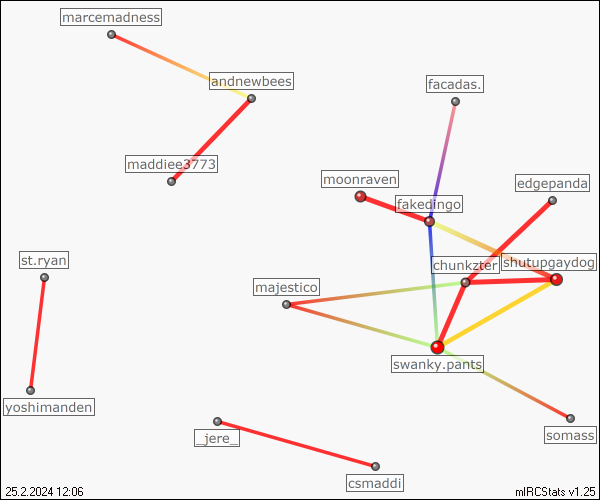 marcemadness
andnewbees
facadas.
maddiee3773
moonraven
edgepanda
fakedingo
st.ryan
chunkzter
shutupgaydog
majestico
swanky.pants
yoshimanden
_jere_
somass
csmaddi
25.2.2024 12:06
mIRCStats v1.25